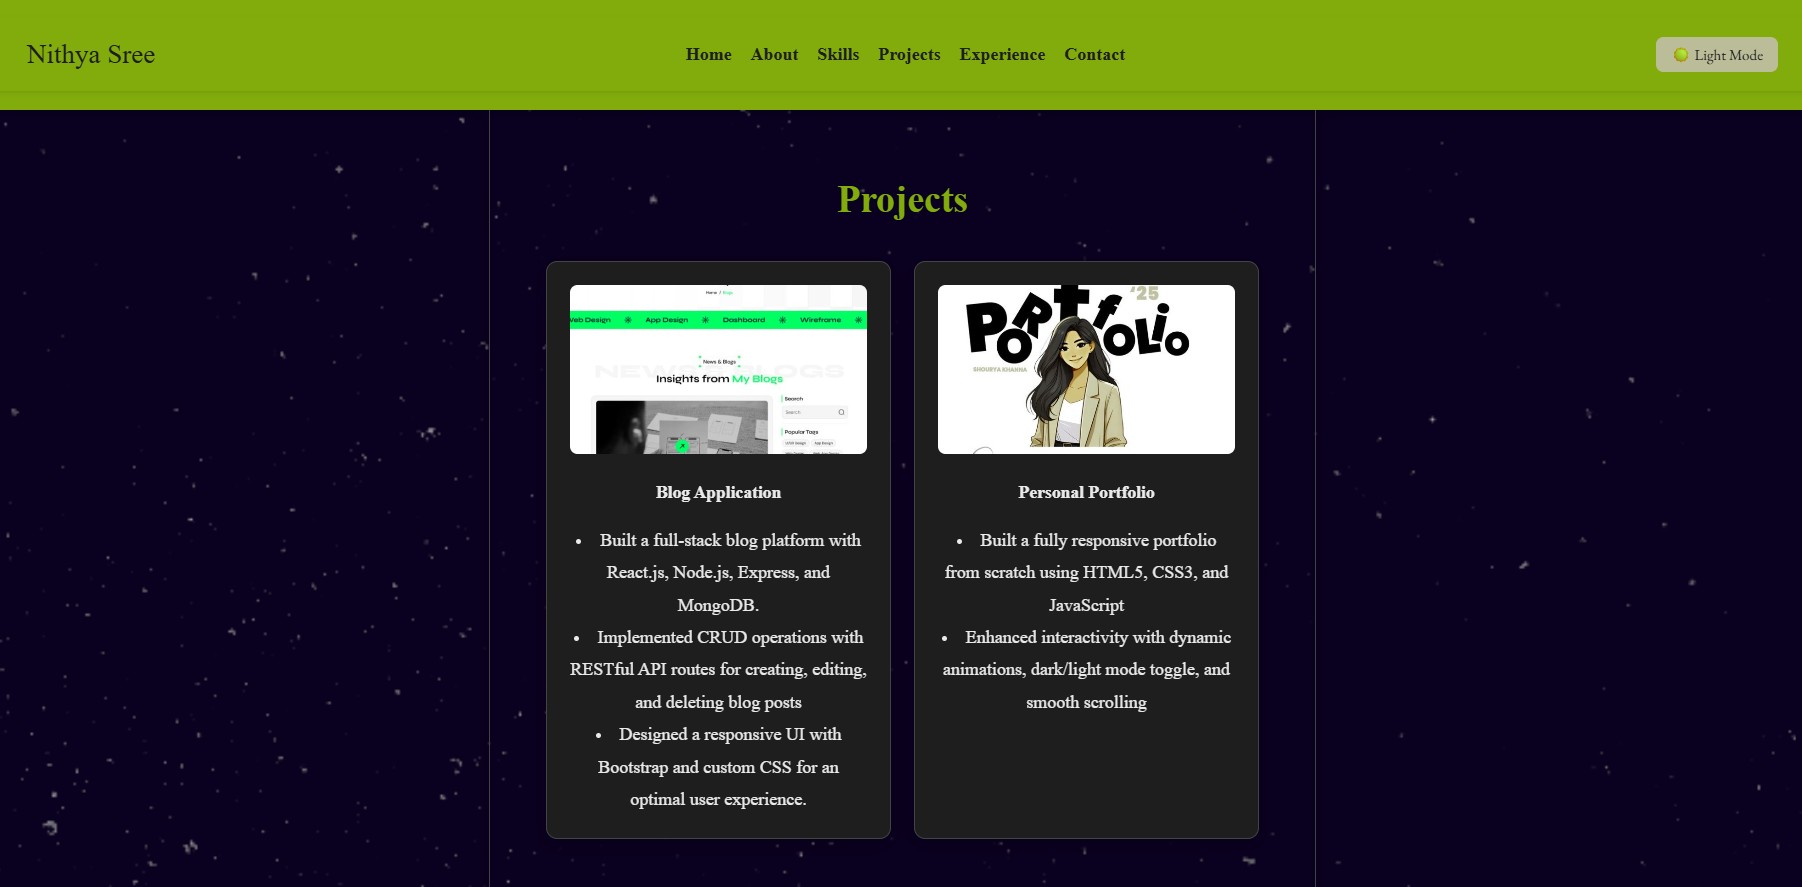 Nithya Sree
Home About Skills Projects Experience Contact
Light Mode
Projects
Home / Blogs
Web Design ✳ App Design ✳ Dashboard ✳ Wireframe ✳
News & Blogs
Insights from My Blogs
Search
Search
Popular Tags
UI/UX Design App Design
Blog Application
• Built a full-stack blog platform with
React.js, Node.js, Express, and
MongoDB.
• Implemented CRUD operations with
RESTful API routes for creating, editing,
and deleting blog posts
• Designed a responsive UI with
Bootstrap and custom CSS for an
optimal user experience.
'25
PORTfOLiO
SHOURYA KHANNA
Personal Portfolio
• Built a fully responsive portfolio
from scratch using HTML5, CSS3, and
JavaScript
• Enhanced interactivity with dynamic
animations, dark/light mode toggle, and
smooth scrolling